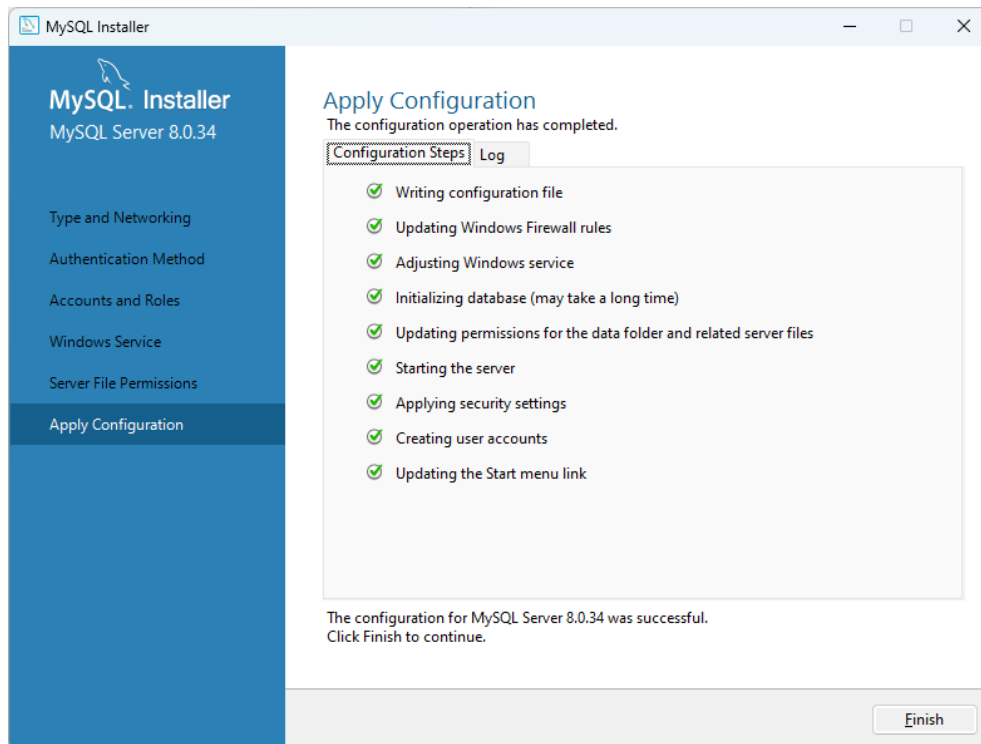 MySQL Installer
MySQL. Installer
MySQL Server 8.0.34
Type and Networking
Authentication Method
Accounts and Roles
Windows Service
Server File Permissions
Apply Configuration
Apply Configuration
The configuration operation has completed.
Configuration Steps Log
Writing configuration file
Updating Windows Firewall rules
Adjusting Windows service
Initializing database (may take a long time)
Updating permissions for the data folder and related server files
Starting the server
Applying security settings
Creating user accounts
Updating the Start menu link
The configuration for MySQL Server 8.0.34 was successful.
Click Finish to continue.
Finish